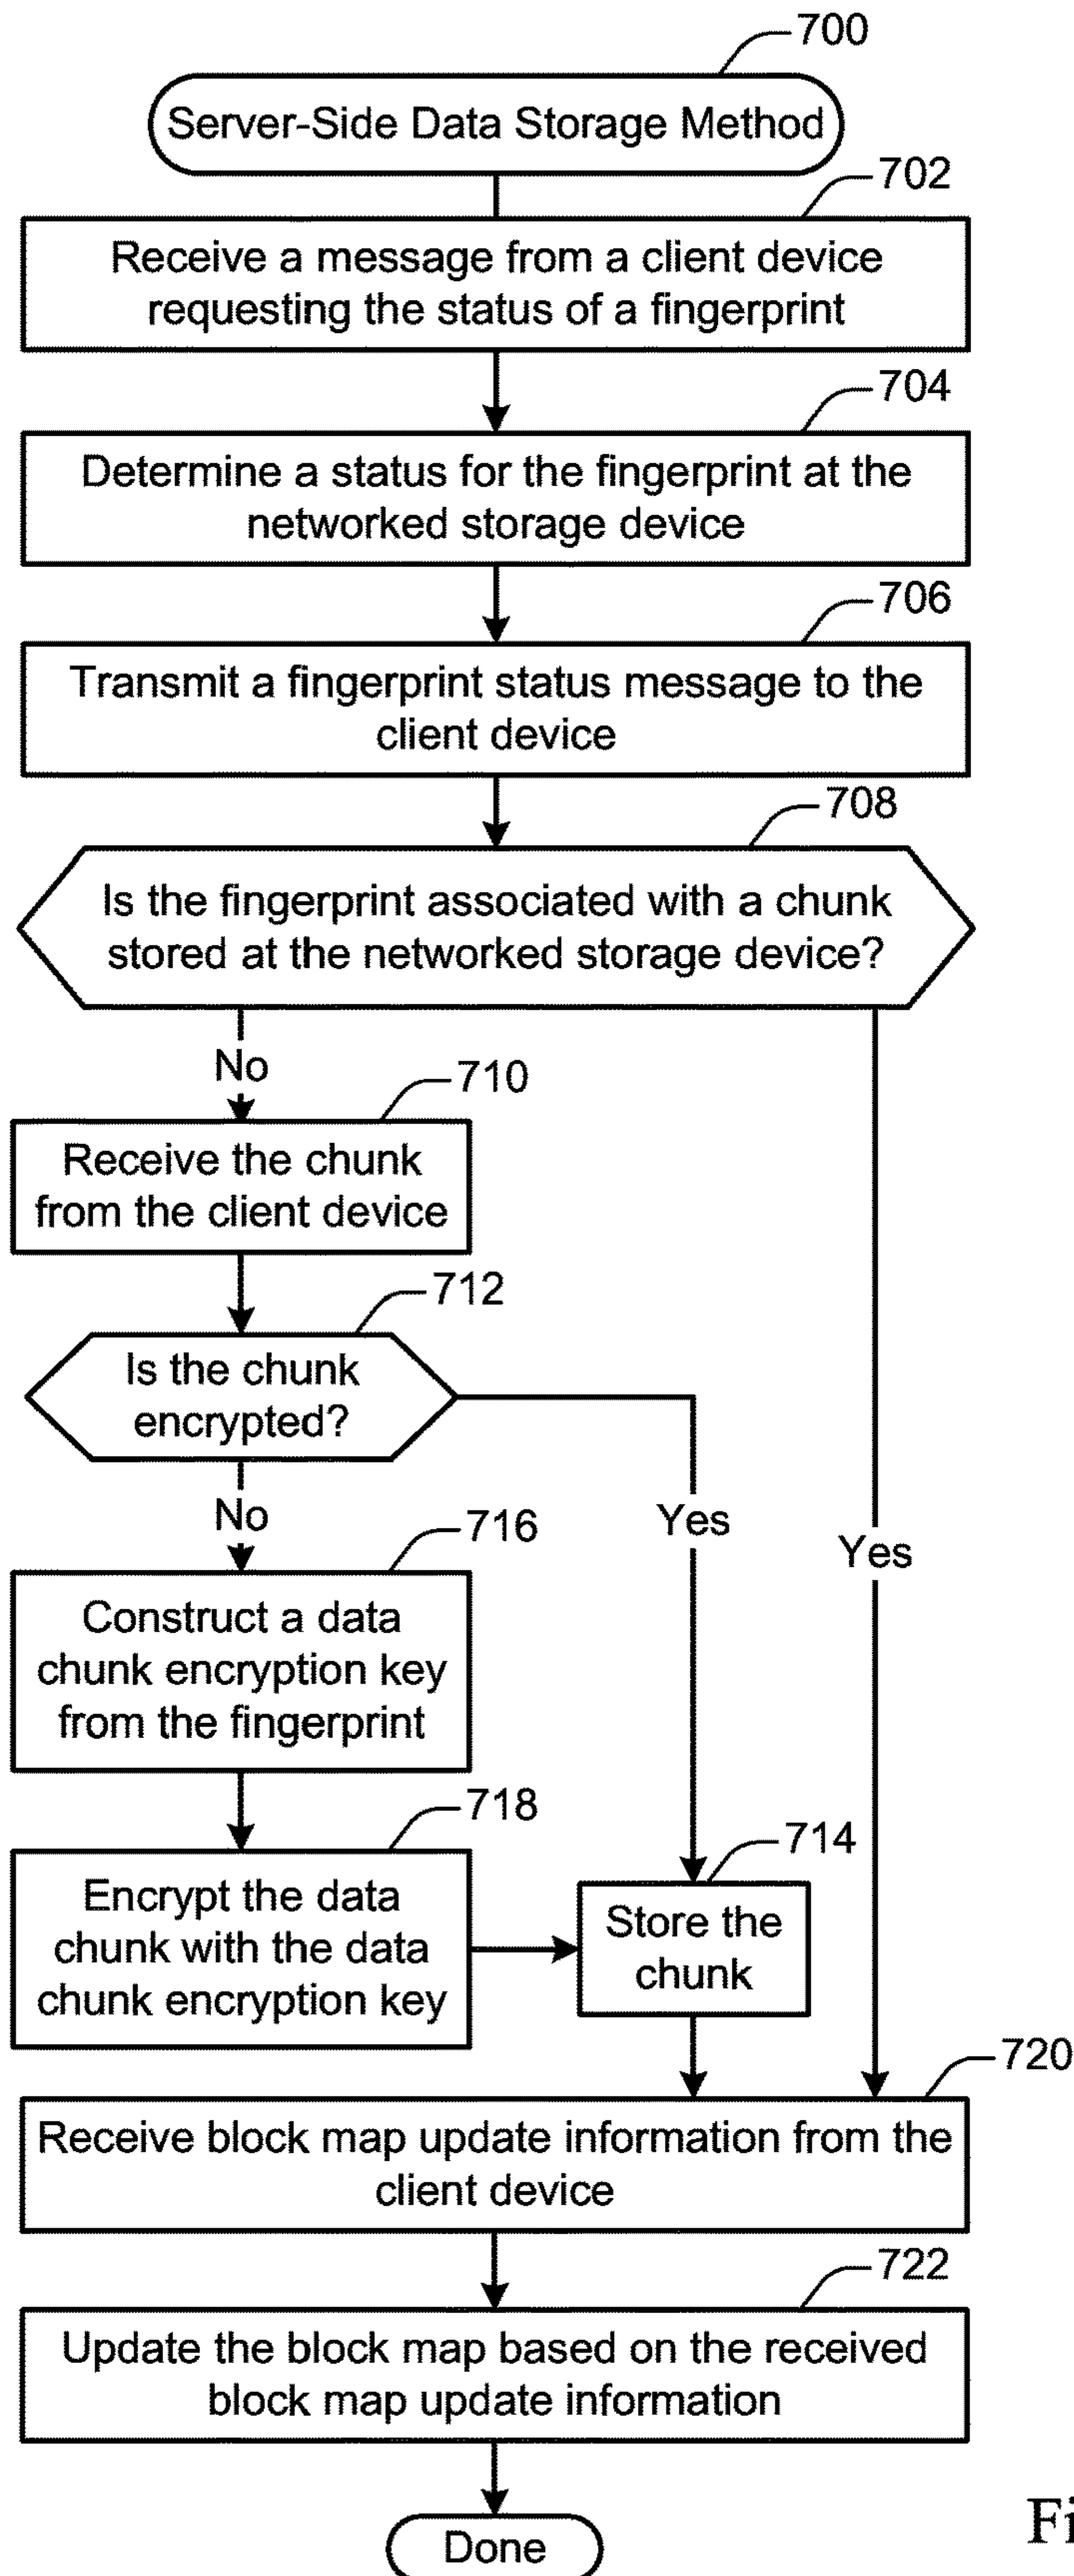 700
Server-Side Data Storage Method
702
Receive a message from a client device
requesting the status of a fingerprint
704
Determine a status for the fingerprint at the
networked storage device
706
Transmit a fingerprint status message to the
client device
708
Is the fingerprint associated with a chunk
stored at the networked storage device?
No
710
Receive the chunk
from the client device
712
Is the chunk
encrypted?
No
Yes
Yes
716
Construct a data
chunk encryption key
from the fingerprint
718
Encrypt the data
chunk with the data
chunk encryption key
714
Store the
chunk
720
Receive block map update information from the
client device
722
Update the block map based on the received
block map update information
Done